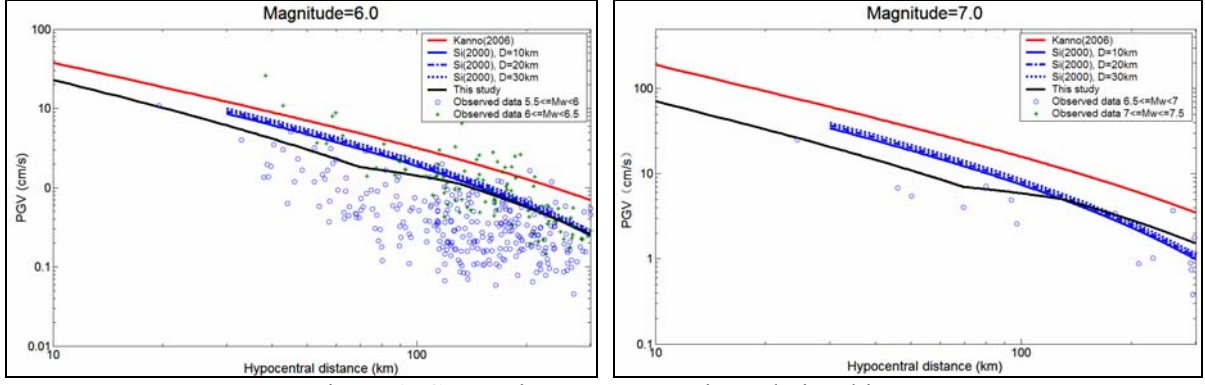 Magnitude=6.0
100
10
0
0.1
0.01
PGV (cm/s)
10
100
Hypocentral distance (km)
Kanno(2006)
Si(2000), D=10km
Si(2000), D=20km
Si(2000), D=30km
This study
Observed data 5.5<=Mw<6
Observed data 6<=Mw<6.5
Magnitude=7.0
100
10
1
0.1
PGV (cm/s)
10
100
Hypocentral distance (km)
Kanno(2006)
Si(2000), D=10km
Si(2000), D=20km
Si(2000), D=30km
This study
Observed data 6.5<=Mw<7
Observed data 7<=Mw<=7.5